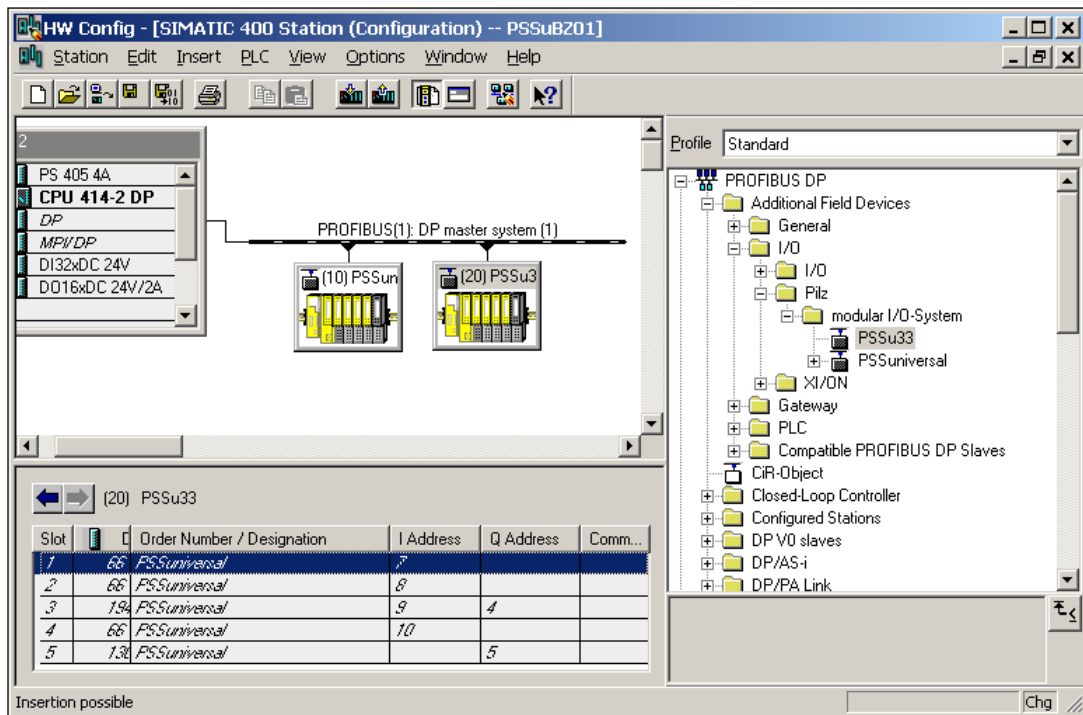 HW Config - [SIMATIC 400 Station (Configuration) -- PSSuBZ01]
Station Edit Insert PLC View Options Window Help
2
PS 405 4A
CPU 414-2 DP
DP
MPI/DP
DI32xDC 24V
DO16xDC 24V/2A
PROFIBUS(1): DP master system (1)
(10) PSSun
(20) PSSu3
Profile Standard
PROFIBUS DP
Additional Field Devices
General
I/O
I/O
Pilz
modular I/O-System
PSSu33
PSSuniversal
XI/ON
Gateway
PLC
Compatible PROFIBUS DP Slaves
CiR-Object
Closed-Loop Controller
Configured Stations
DP V0 slaves
DP/AS-i
DP/PA Link
(20) PSSu33
Slot D Order Number / Designation I Address Q Address Comm...
1 66 PSSuniversal 7
2 66 PSSuniversal 8
3 194 PSSuniversal 9 4
4 66 PSSuniversal 10
5 130 PSSuniversal 5
Insertion possible
Chg